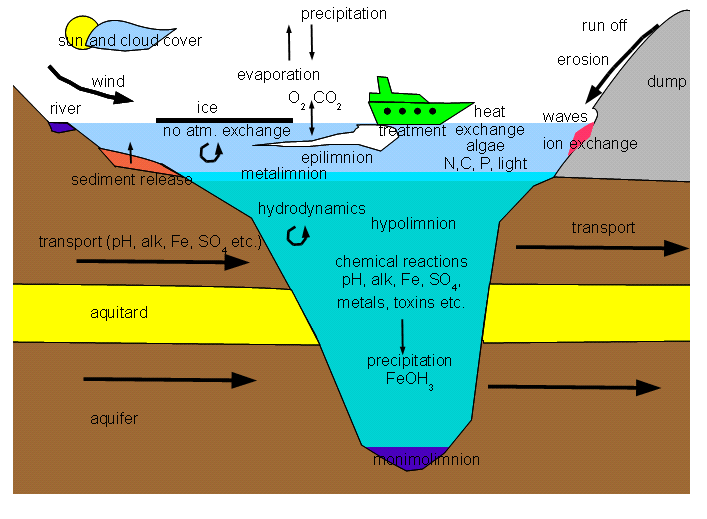 precipitation
sun and cloud cover
run off
erosion
wind
evaporation
dump
river
ice
O2 CO2
heat
exchange
algae
N,C, P, light
waves
no atm. exchange
treatment
ion exchange
epilimnion
metalimnion
sediment release
hydrodynamics
hypolimnion
transport (pH, alk, Fe, SO4 etc.)
transport
chemical reactions
pH, alk, Fe, SO4,
metals, toxins etc.
aquitard
precipitation
FeOH3
aquifer
monimolimnion